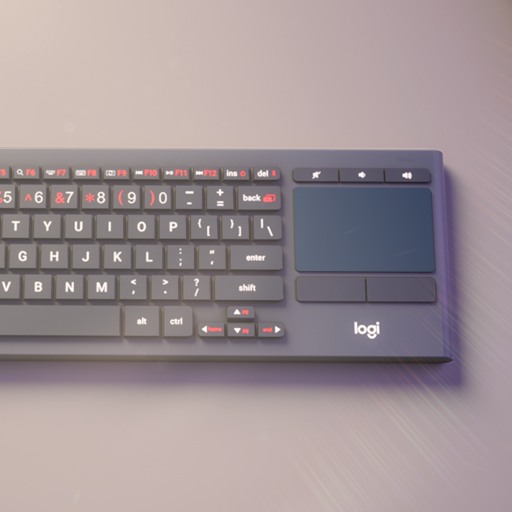 F6 F7 F8 F9 F10 F11 F12 ins del
5 ^ 6 & 7 * 8 ( 9 ) 0 _ - + = back
T Y U I O P { [ } ] | \
G H J K L : ; " ' enter
V B N M < , > . ? / shift
alt ctrl
home end
logi